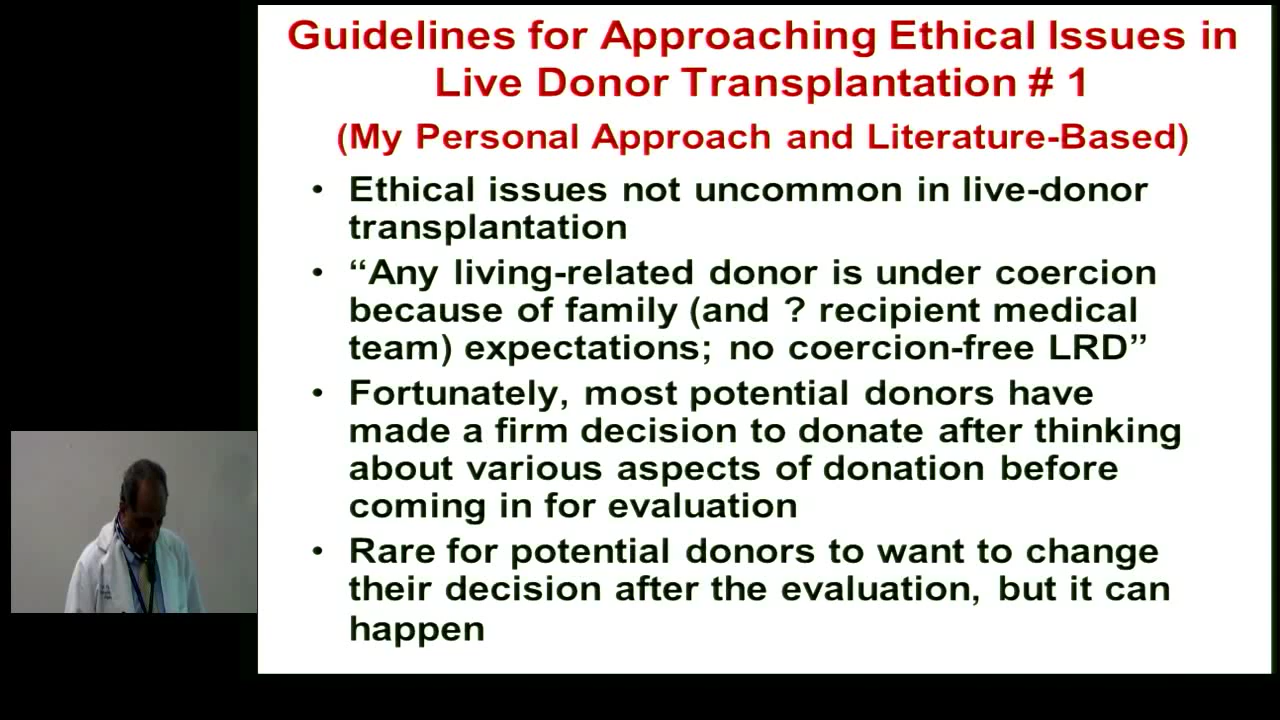 Guidelines for Approaching Ethical Issues in
Live Donor Transplantation # 1
(My Personal Approach and Literature-Based)
• Ethical issues not uncommon in live-donor
transplantation
• “Any living-related donor is under coercion
because of family (and ? recipient medical
team) expectations; no coercion-free LRD”
• Fortunately, most potential donors have
made a firm decision to donate after thinking
about various aspects of donation before
coming in for evaluation
• Rare for potential donors to want to change
their decision after the evaluation, but it can
happen